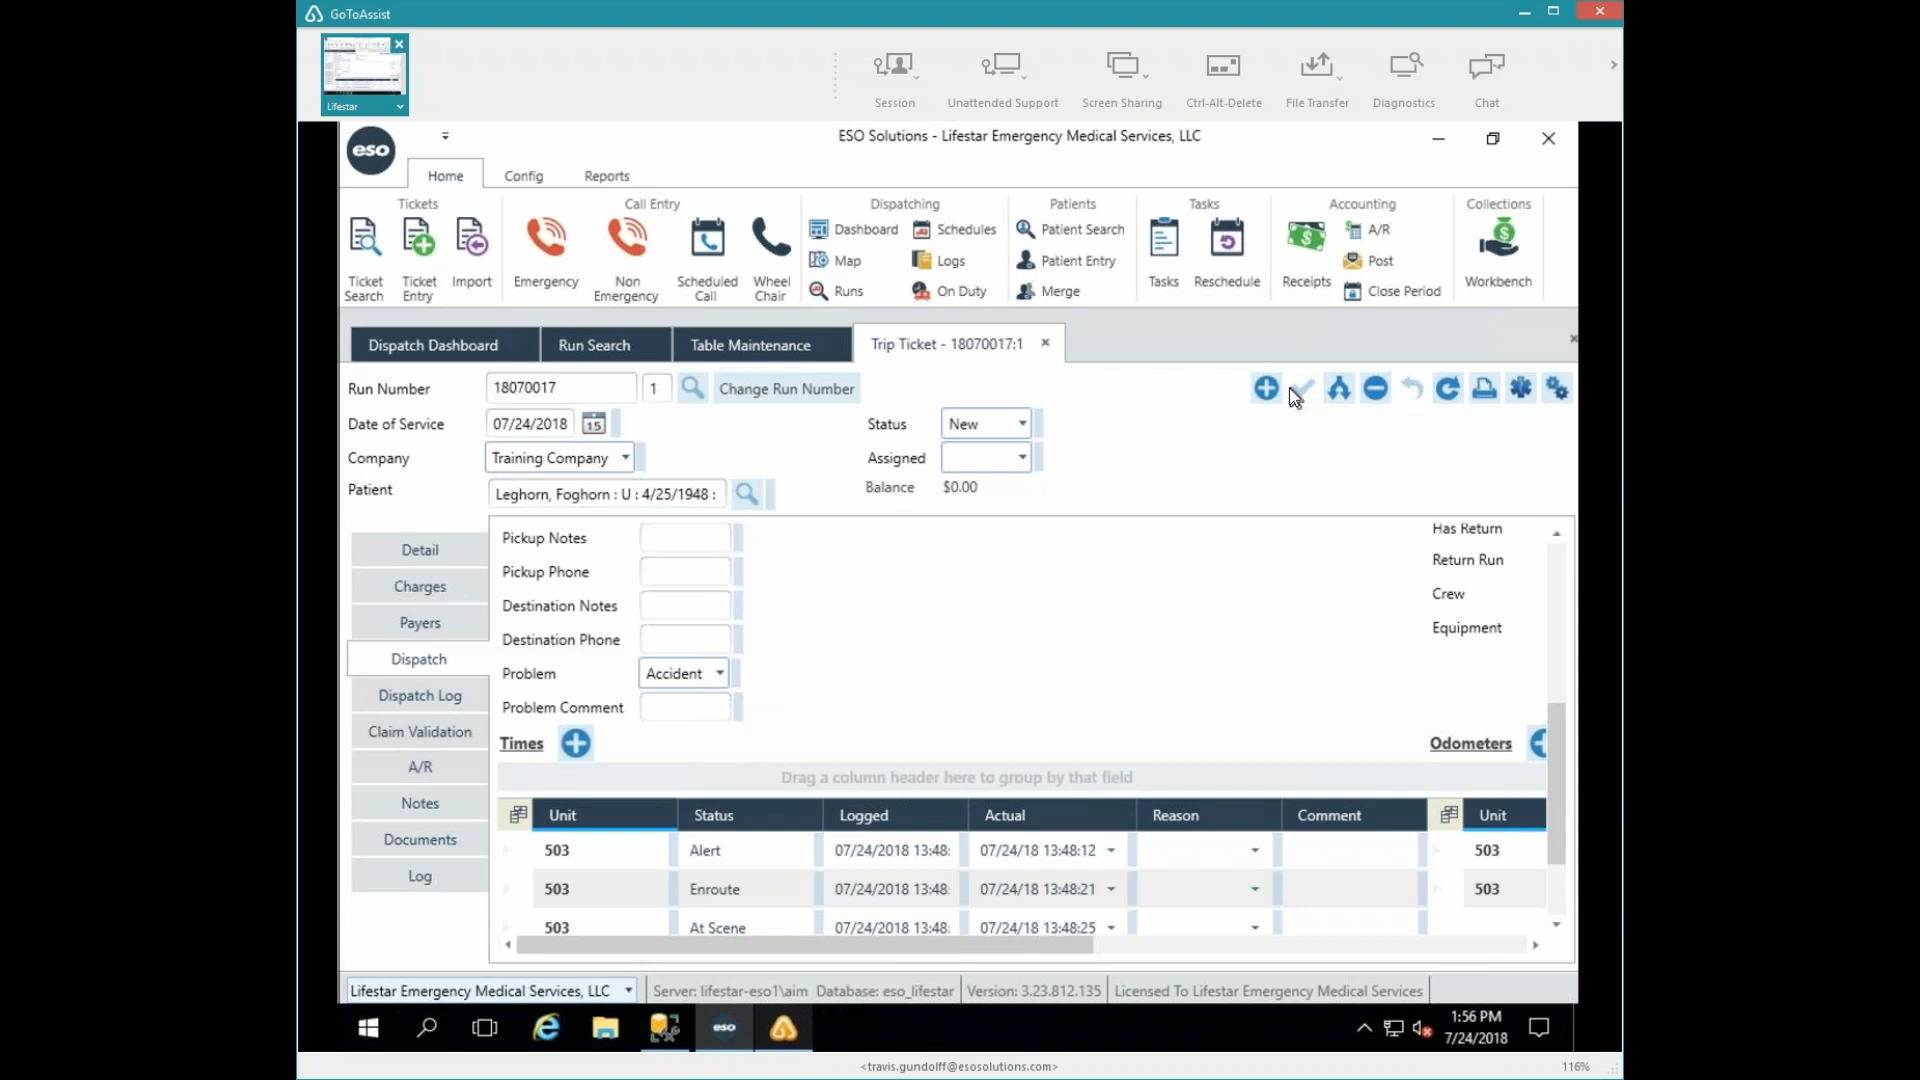 GoToAssist
Lifestar
Session
Unattended Support
Screen Sharing
Ctrl-Alt-Delete
File Transfer
Diagnostics
Chat
eso
ESO Solutions - Lifestar Emergency Medical Services, LLC
Home
Config
Reports
Tickets
Call Entry
Dispatching
Patients
Tasks
Accounting
Collections
Ticket Search
Ticket Entry
Import
Emergency
Non Emergency
Scheduled Call
Wheel Chair
Dashboard
Schedules
Map
Logs
Runs
On Duty
Patient Search
Patient Entry
Merge
Tasks
Reschedule
Receipts
A/R
Post
Close Period
Workbench
Dispatch Dashboard
Run Search
Table Maintenance
Trip Ticket - 18070017:1
Run Number 18070017 1 Change Run Number
Date of Service 07/24/2018 15
Status New
Company Training Company
Assigned
Patient Leghorn, Foghorn : U : 4/25/1948 :
Balance $0.00
Detail
Charges
Payers
Dispatch
Dispatch Log
Claim Validation
A/R
Notes
Documents
Log
Pickup Notes
Pickup Phone
Destination Notes
Destination Phone
Problem Accident
Problem Comment
Has Return
Return Run
Crew
Equipment
Times
Odometers
Drag a column header here to group by that field
Unit Status Logged Actual Reason Comment Unit
503 Alert 07/24/2018 13:48: 07/24/18 13:48:12 503
503 Enroute 07/24/2018 13:48: 07/24/18 13:48:21 503
503 At Scene 07/24/2018 13:48: 07/24/18 13:48:25
Lifestar Emergency Medical Services, LLC
Server: lifestar-eso1\aim Database: eso_lifestar
Version: 3.23.812.135
Licensed To Lifestar Emergency Medical Services
eso
1:56 PM
7/24/2018
<travis.gundolff@esosolutions.com>
116%